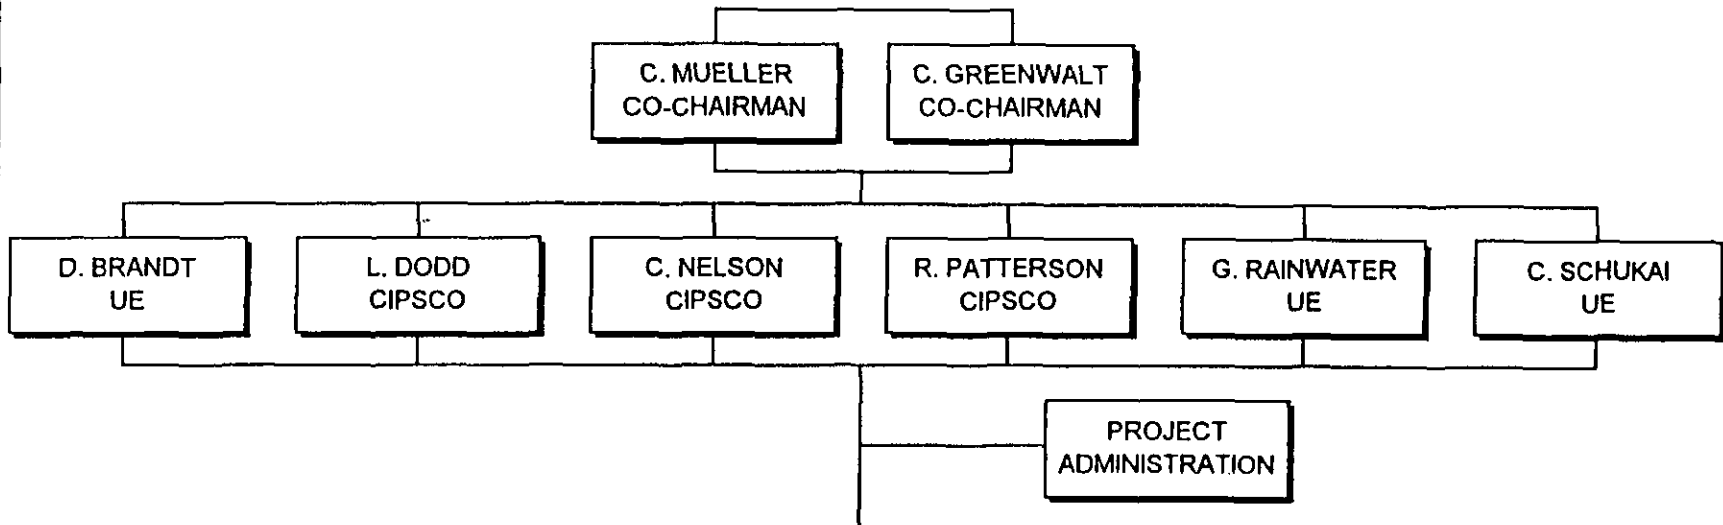 C. MUELLER
CO-CHAIRMAN
C. GREENWALT
CO-CHAIRMAN
D. BRANDT
UE
L. DODD
CIPSCO
C. NELSON
CIPSCO
R. PATTERSON
CIPSCO
G. RAINWATER
UE
C. SCHUKAI
UE
PROJECT
ADMINISTRATION